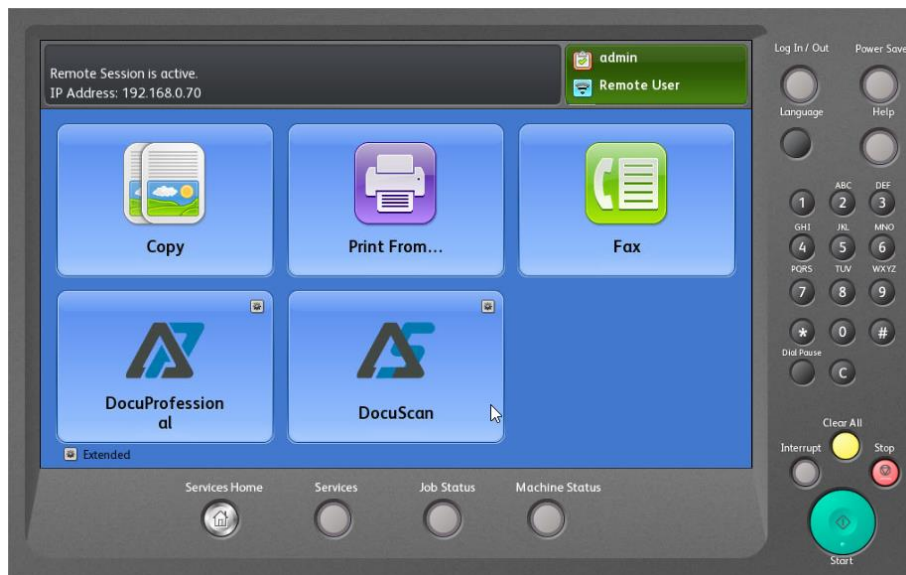 Remote Session is active.
IP Address: 192.168.0.70
admin
Remote User
Copy
Print From...
Fax
DocuProfession
al
DocuScan
Extended
Services Home
Services
Job Status
Machine Status
Log In / Out
Power Save
Language
Help
ABC DEF
1 2 3
GHI JKL MNO
4 5 6
PQRS TUV WXYZ
7 8 9
* 0 #
Dial Pause
C
Clear All
Interrupt
Stop
Start